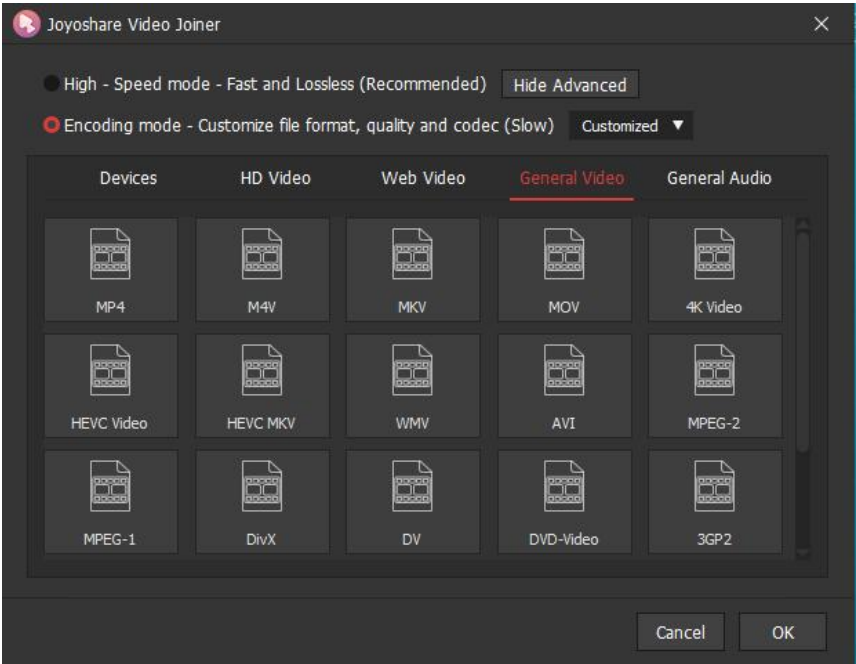 Joyoshare Video Joiner
High - Speed mode - Fast and Lossless (Recommended) Hide Advanced
Encoding mode - Customize file format, quality and codec (Slow) Customized
Devices HD Video Web Video General Video General Audio
MP4 M4V MKV MOV 4K Video
HEVC Video HEVC MKV WMV AVI MPEG-2
MPEG-1 DivX DV DVD-Video 3GP2
Cancel OK